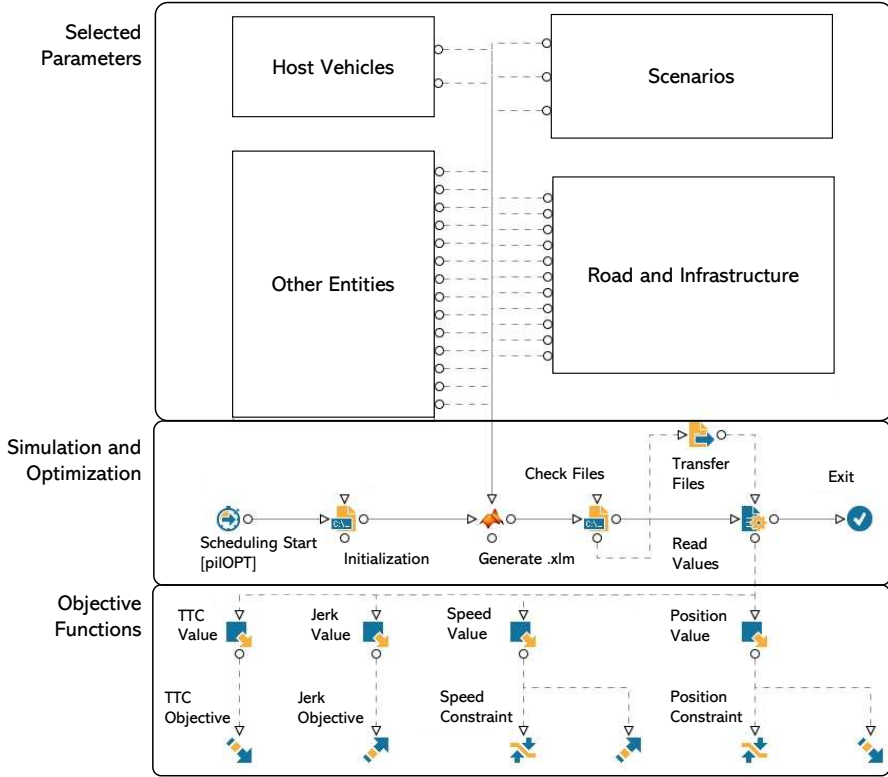 Selected
Parameters
Host Vehicles
Scenarios
Other Entities
Road and Infrastructure
Simulation and
Optimization
Check Files
Transfer
Files
Exit
C:\_
C:\_
Scheduling Start
[pilOPT]
Initialization
Generate .xlm
Read
Values
Objective
Functions
TTC
Value
Jerk
Value
Speed
Value
Position
Value
TTC
Objective
Jerk
Objective
Speed
Constraint
Position
Constraint